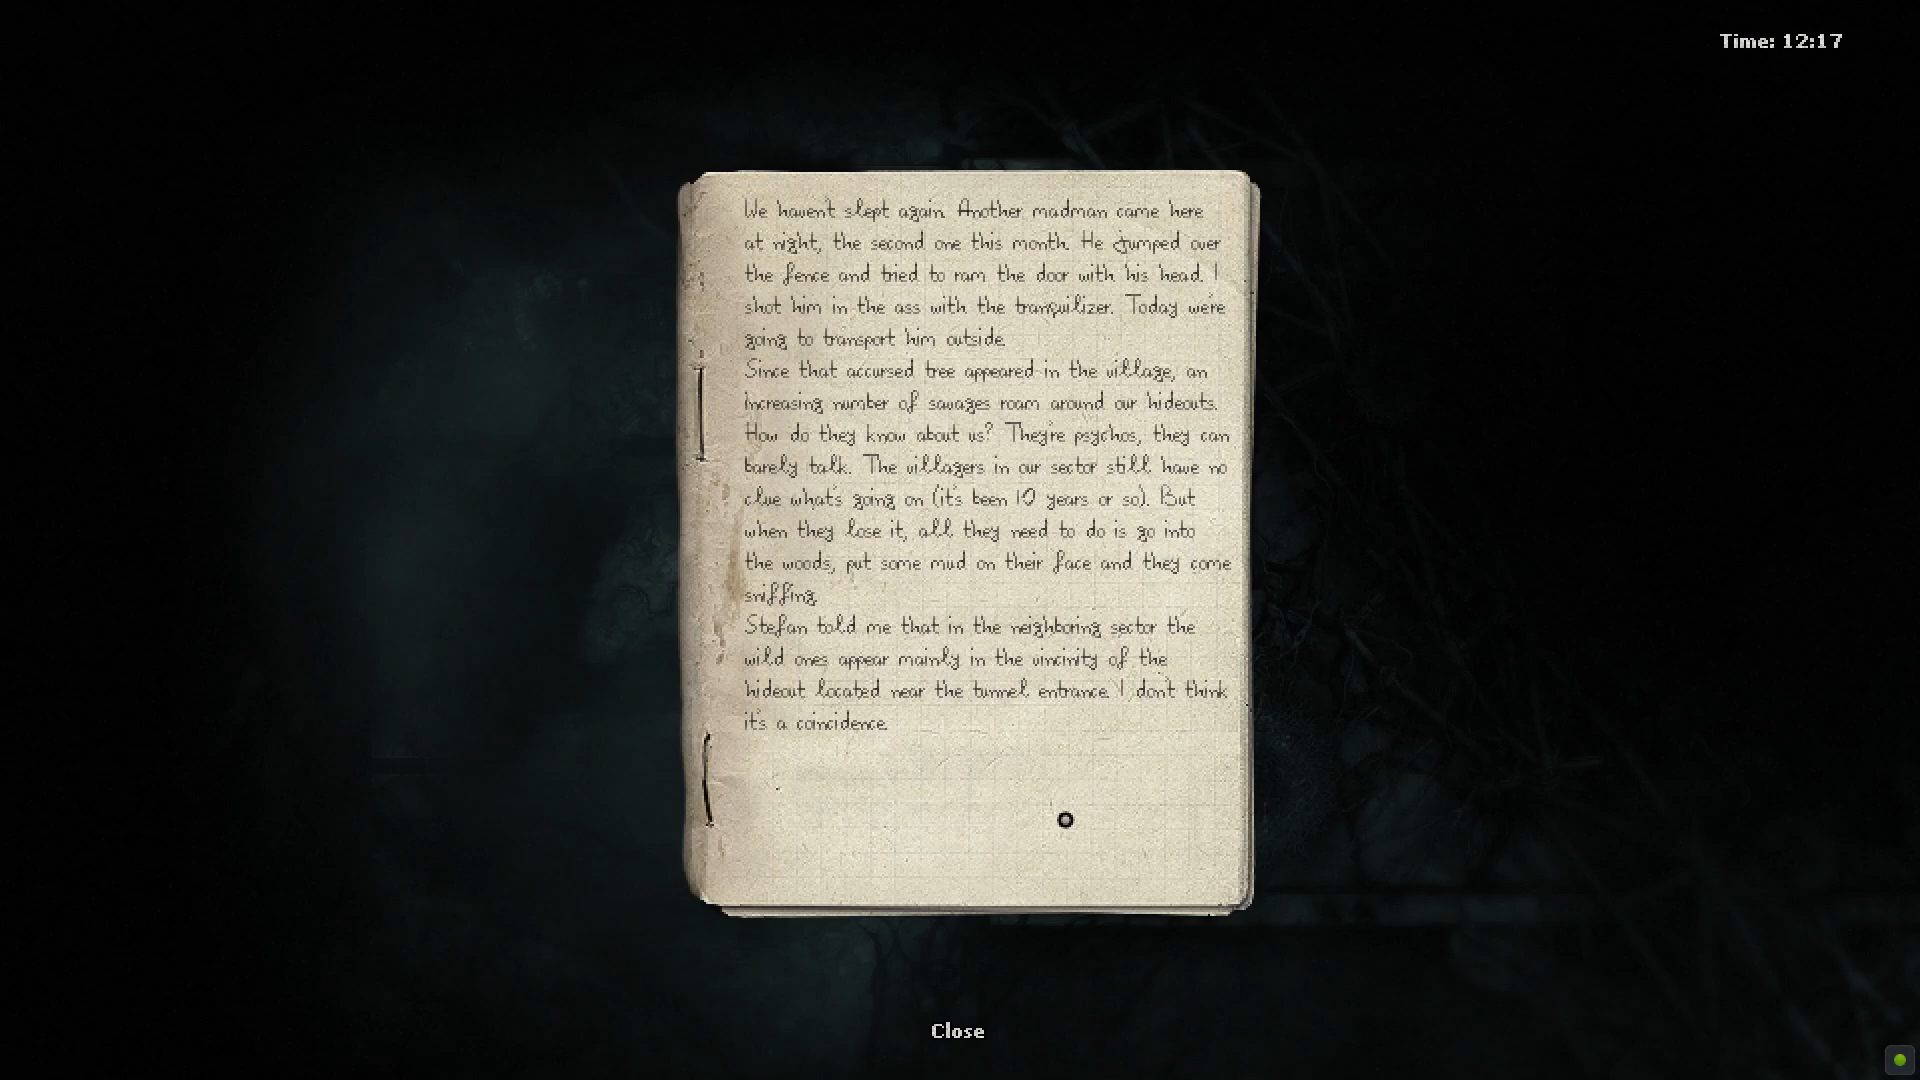 Time: 12:17
We haven't slept again. Another madman came here
at night, the second one this month. He jumped over
the fence and tried to ram the door with his head. I
shot him in the ass with the tranquilizer. Today we're
going to transport him outside.
Since that accursed tree appeared in the village, an
increasing number of savages roam around our hideouts.
How do they know about us? They're psychos, they can
barely talk. The villagers in our sector still have no
clue what's going on (it's been 10 years or so). But
when they lose it, all they need to do is go into
the woods, put some mud on their face and they come
sniffing.
Stefan told me that in the neighboring sector the
wild ones appear mainly in the vincinity of the
hideout located near the tunnel entrance. I don't think
it's a coincidence.
Close